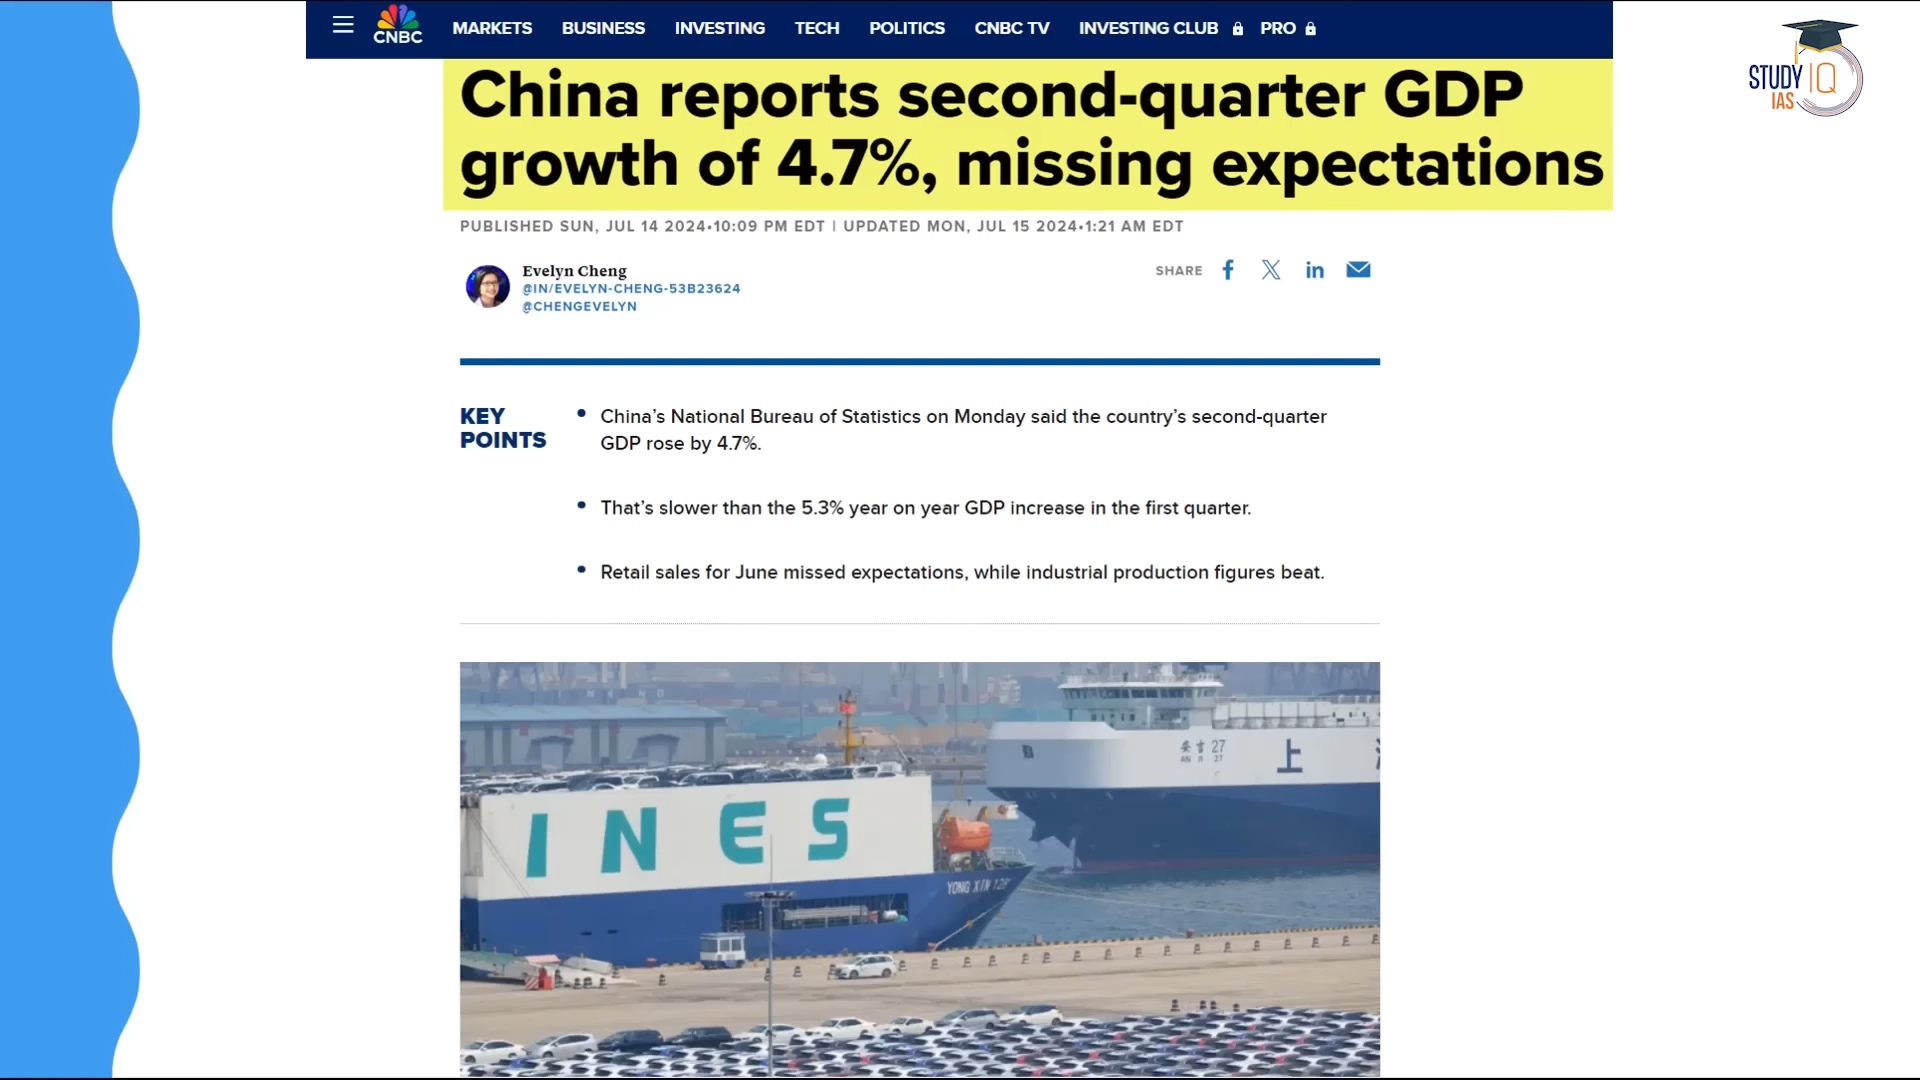 CNBC
MARKETS BUSINESS INVESTING TECH POLITICS CNBC TV INVESTING CLUB PRO
STUDY IQ
IAS
China reports second-quarter GDP
growth of 4.7%, missing expectations
PUBLISHED SUN, JUL 14 2024•10:09 PM EDT | UPDATED MON, JUL 15 2024•1:21 AM EDT
Evelyn Cheng
@IN/EVELYN-CHENG-53B23624
@CHENGEVELYN
SHARE
KEY
POINTS
• China’s National Bureau of Statistics on Monday said the country’s second-quarter
GDP rose by 4.7%.
• That’s slower than the 5.3% year on year GDP increase in the first quarter.
• Retail sales for June missed expectations, while industrial production figures beat.
27
上
27
INES
YONG XIN